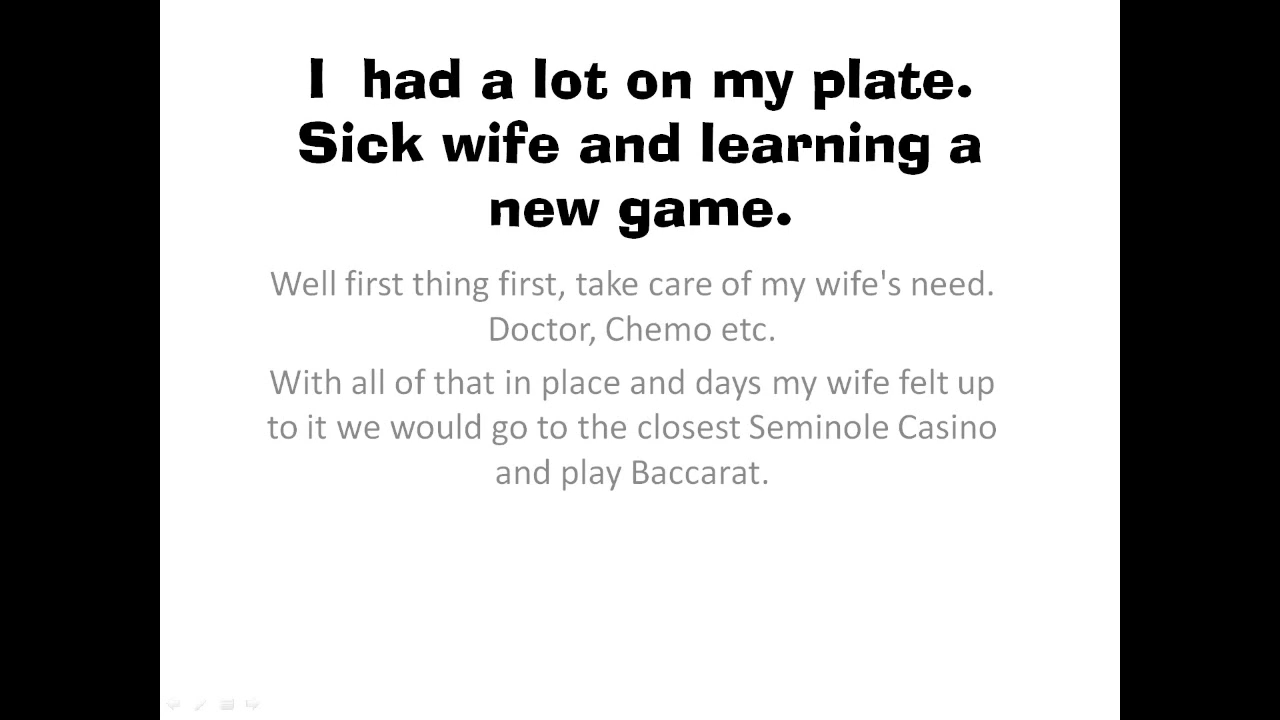 I  had a lot on my plate.
Sick wife and learning a
new game.
Well first thing first, take care of my wife's need.
Doctor, Chemo etc.
With all of that in place and days my wife felt up
to it we would go to the closest Seminole Casino
and play Baccarat.